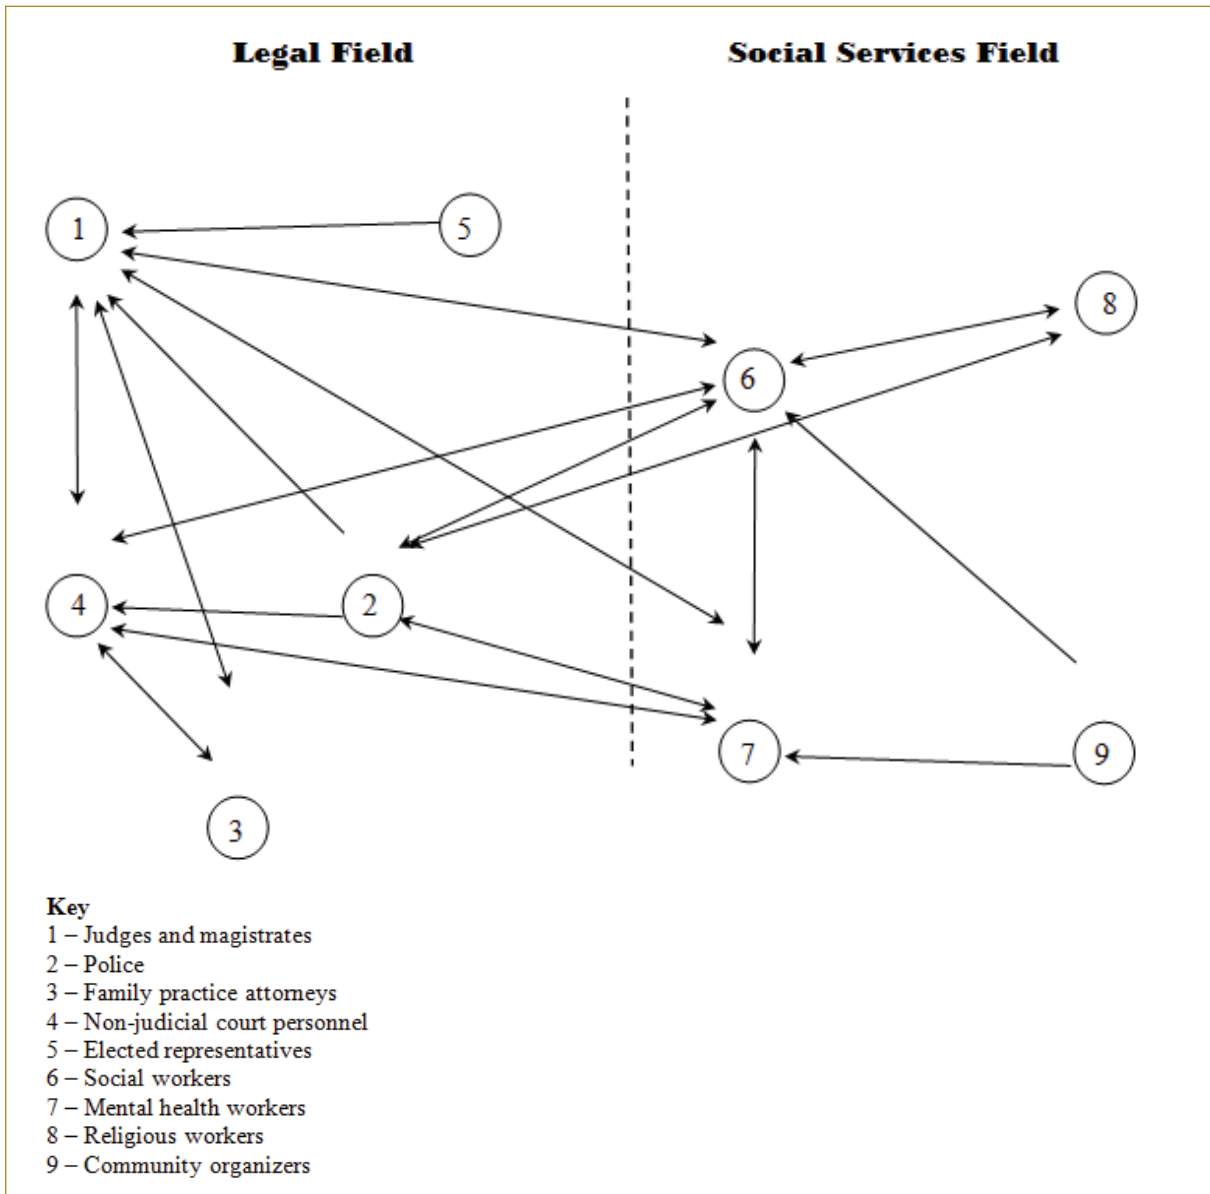 Legal Field
Social Services Field
1
5
8
6
4
2
7
9
3
Key
1 – Judges and magistrates
2 – Police
3 – Family practice attorneys
4 – Non-judicial court personnel
5 – Elected representatives
6 – Social workers
7 – Mental health workers
8 – Religious workers
9 – Community organizers